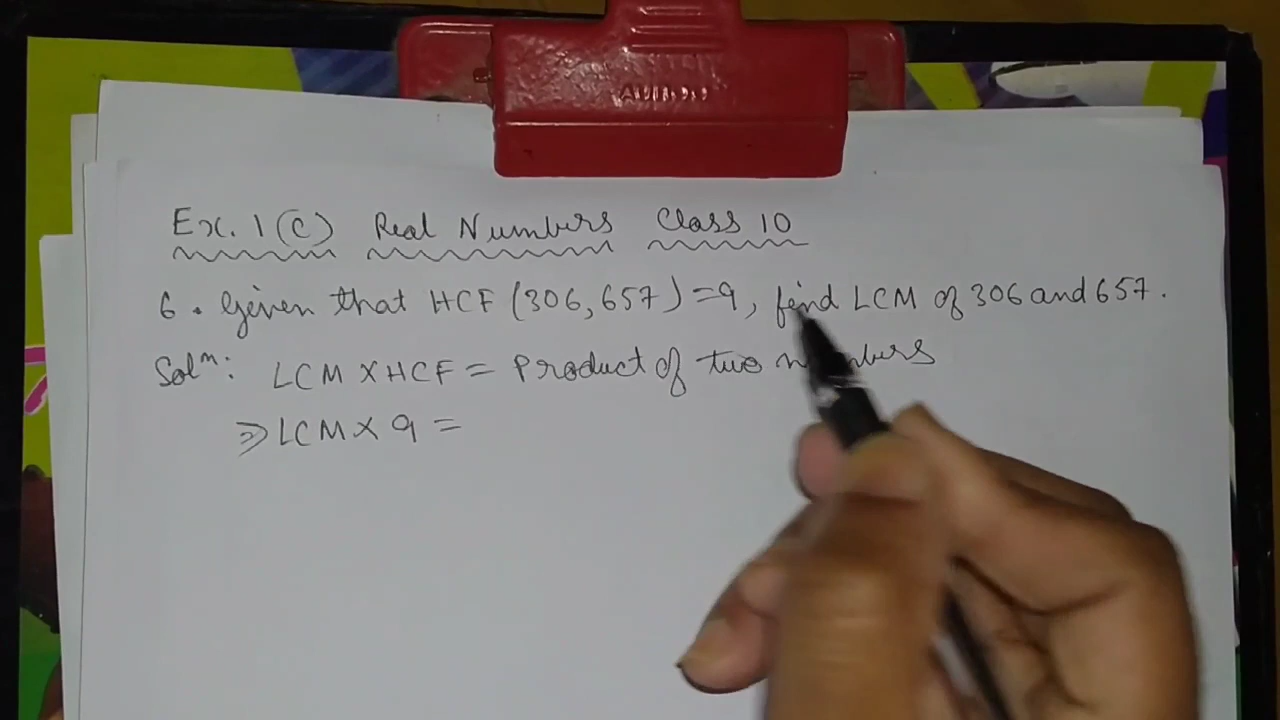 Ex. 1(C) Real Numbers Class 10
6. Given that HCF (306, 657) = 9, find LCM of 306 and 657.
Solⁿ: LCM X HCF = Product of two numbers
⇒ LCM X 9 =